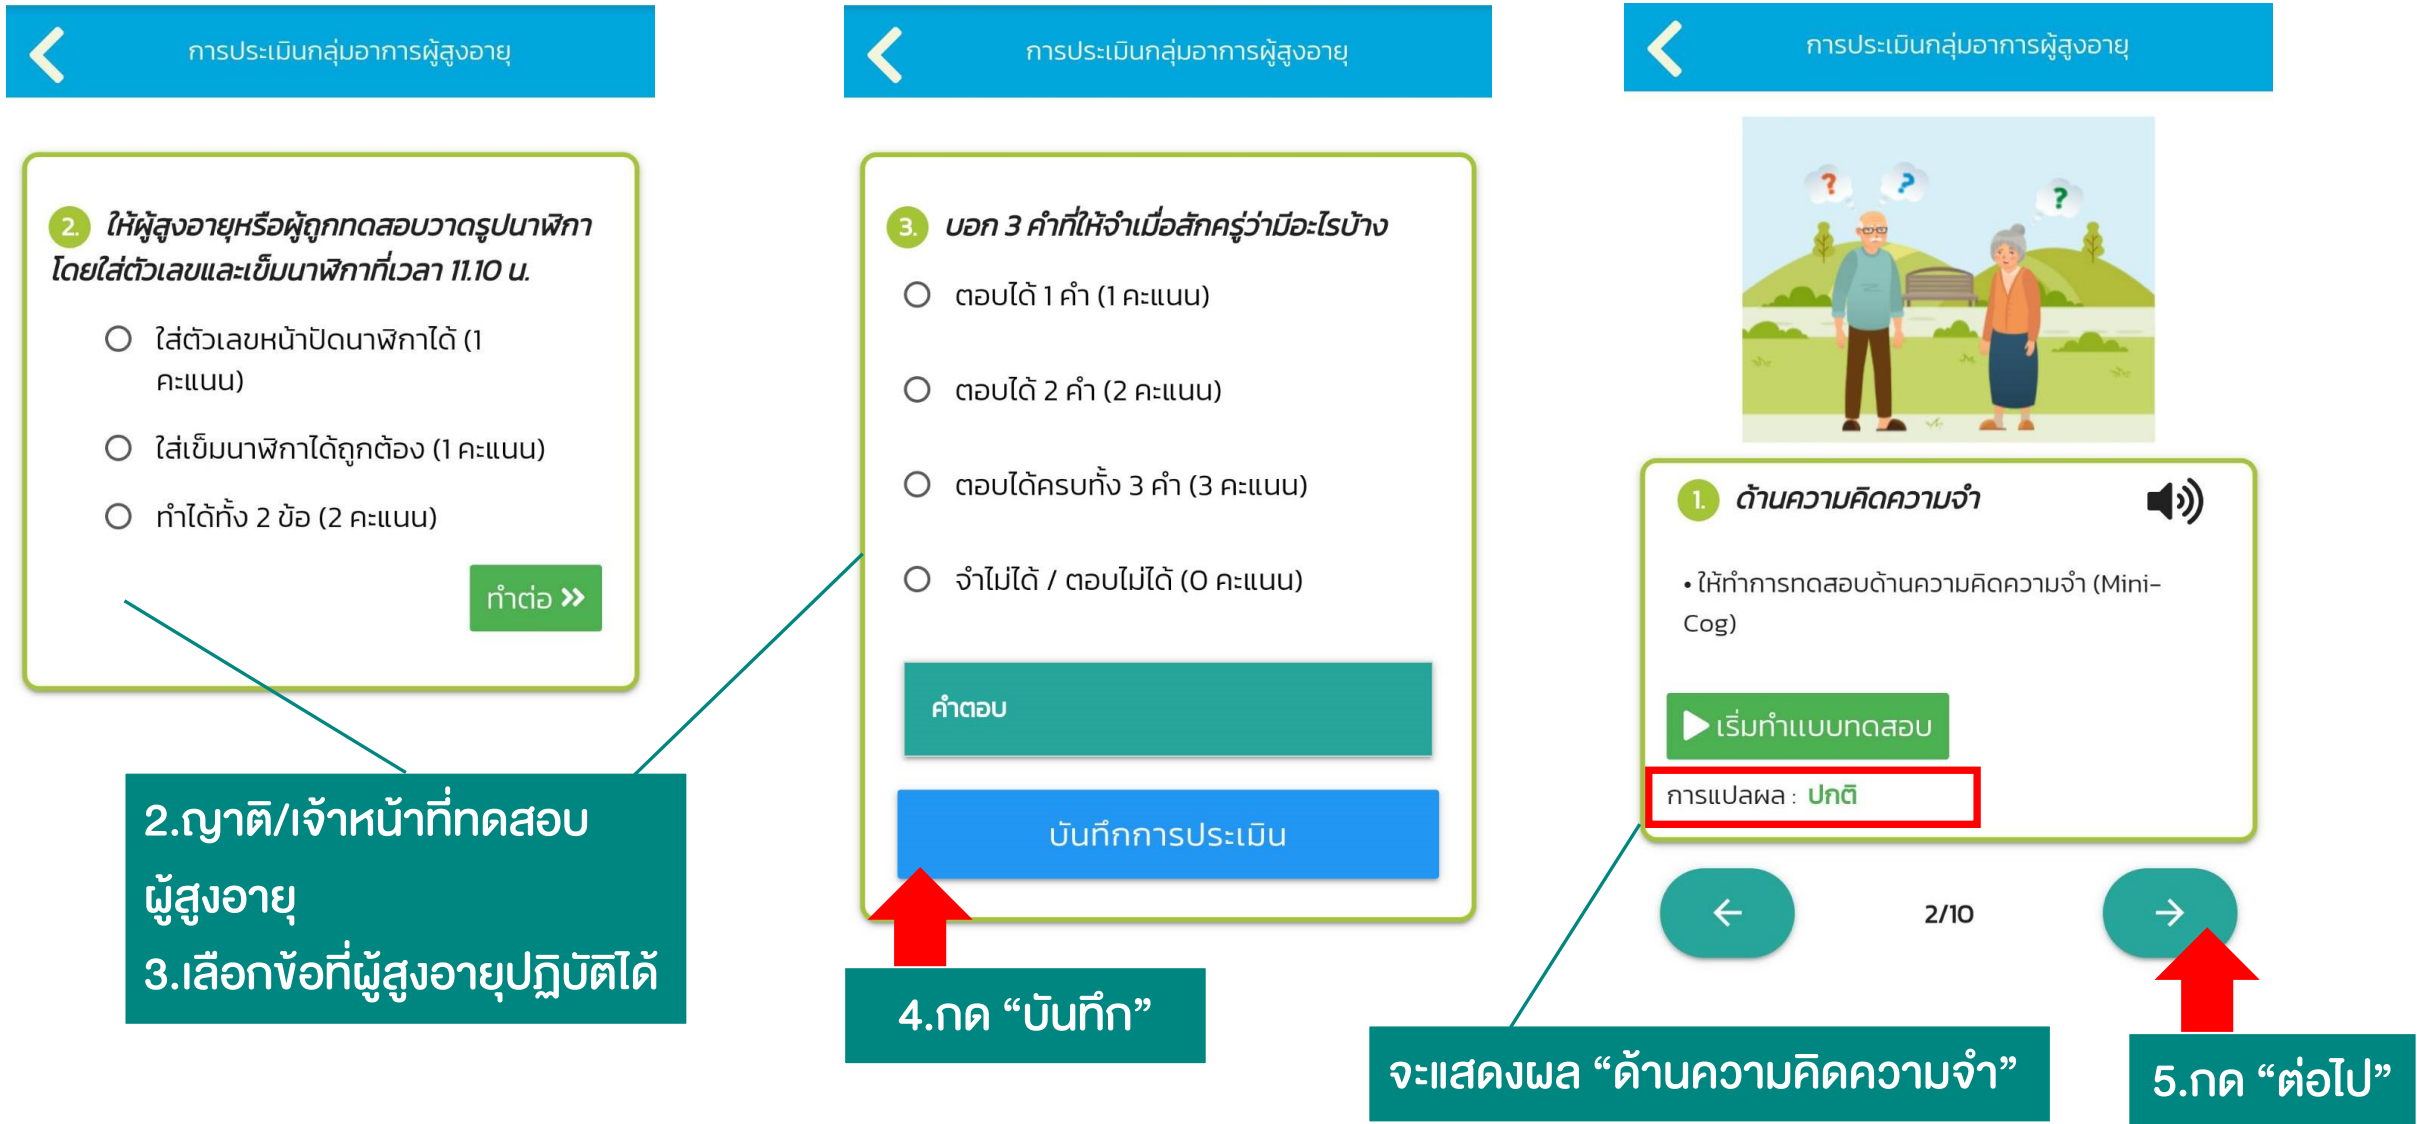 การประเมินกลุ่มอาการผู้สูงอายุ
2. ให้ผู้สูงอายุหรือผู้ถูกทดสอบวาดรูปนาฬิกา
โดยใส่ตัวเลขและเข็มนาฬิกาที่เวลา 11.10 น.
ใส่ตัวเลขหน้าปัดนาฬิกาได้ (1
คะแนน)
ใส่เข็มนาฬิกาได้ถูกต้อง (1 คะแนน)
ทำได้ทั้ง 2 ข้อ (2 คะแนน)
ทำต่อ »
2.ญาติ/เจ้าหน้าที่ทดสอบ
ผู้สูงอายุ
3.เลือกข้อที่ผู้สูงอายุปฏิบัติได้
การประเมินกลุ่มอาการผู้สูงอายุ
3. บอก 3 คำที่ให้จำเมื่อสักครู่ว่ามีอะไรบ้าง
ตอบได้ 1 คำ (1 คะแนน)
ตอบได้ 2 คำ (2 คะแนน)
ตอบได้ครบทั้ง 3 คำ (3 คะแนน)
จำไม่ได้ / ตอบไม่ได้ (0 คะแนน)
คำตอบ
บันทึกการประเมิน
4.กด “บันทึก”
การประเมินกลุ่มอาการผู้สูงอายุ
? ? ?
1. ด้านความคิดความจำ
• ให้ทำการทดสอบด้านความคิดความจำ (Mini-
Cog)
เริ่มทำแบบทดสอบ
การแปลผล : ปกติ
2/10
จะแสดงผล “ด้านความคิดความจำ”
5.กด “ต่อไป”